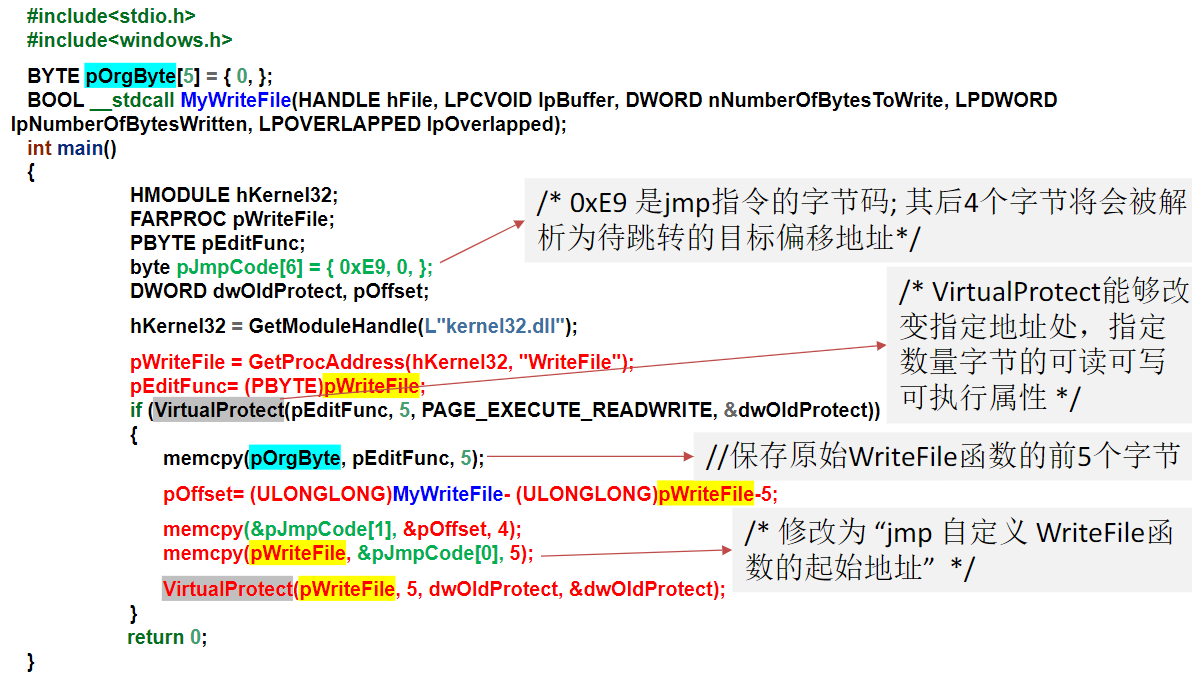 #include<stdio.h>
#include<windows.h>
BYTE pOrgByte[5] = { 0, };
BOOL __stdcall MyWriteFile(HANDLE hFile, LPCVOID lpBuffer, DWORD nNumberOfBytesToWrite, LPDWORD
lpNumberOfBytesWritten, LPOVERLAPPED lpOverlapped);
int main()
{
HMODULE hKernel32;
FARPROC pWriteFile;
PBYTE pEditFunc;
byte pJmpCode[6] = { 0xE9, 0, };
DWORD dwOldProtect, pOffset;
/* 0xE9 是jmp指令的字节码; 其后4个字节将会被解
析为待跳转的目标偏移地址*/
hKernel32 = GetModuleHandle(L"kernel32.dll");
pWriteFile = GetProcAddress(hKernel32, "WriteFile");
pEditFunc= (PBYTE)pWriteFile;
if (VirtualProtect(pEditFunc, 5, PAGE_EXECUTE_READWRITE, &dwOldProtect))
/* VirtualProtect能够改
变指定地址处，指定
数量字节的可读可写
可执行属性 */
{
memcpy(pOrgByte, pEditFunc, 5);
//保存原始WriteFile函数的前5个字节
pOffset= (ULONGLONG)MyWriteFile- (ULONGLONG)pWriteFile-5;
memcpy(&pJmpCode[1], &pOffset, 4);
memcpy(pWriteFile, &pJmpCode[0], 5);
/* 修改为 “jmp 自定义 WriteFile函
数的起始地址” */
VirtualProtect(pWriteFile, 5, dwOldProtect, &dwOldProtect);
}
return 0;
}